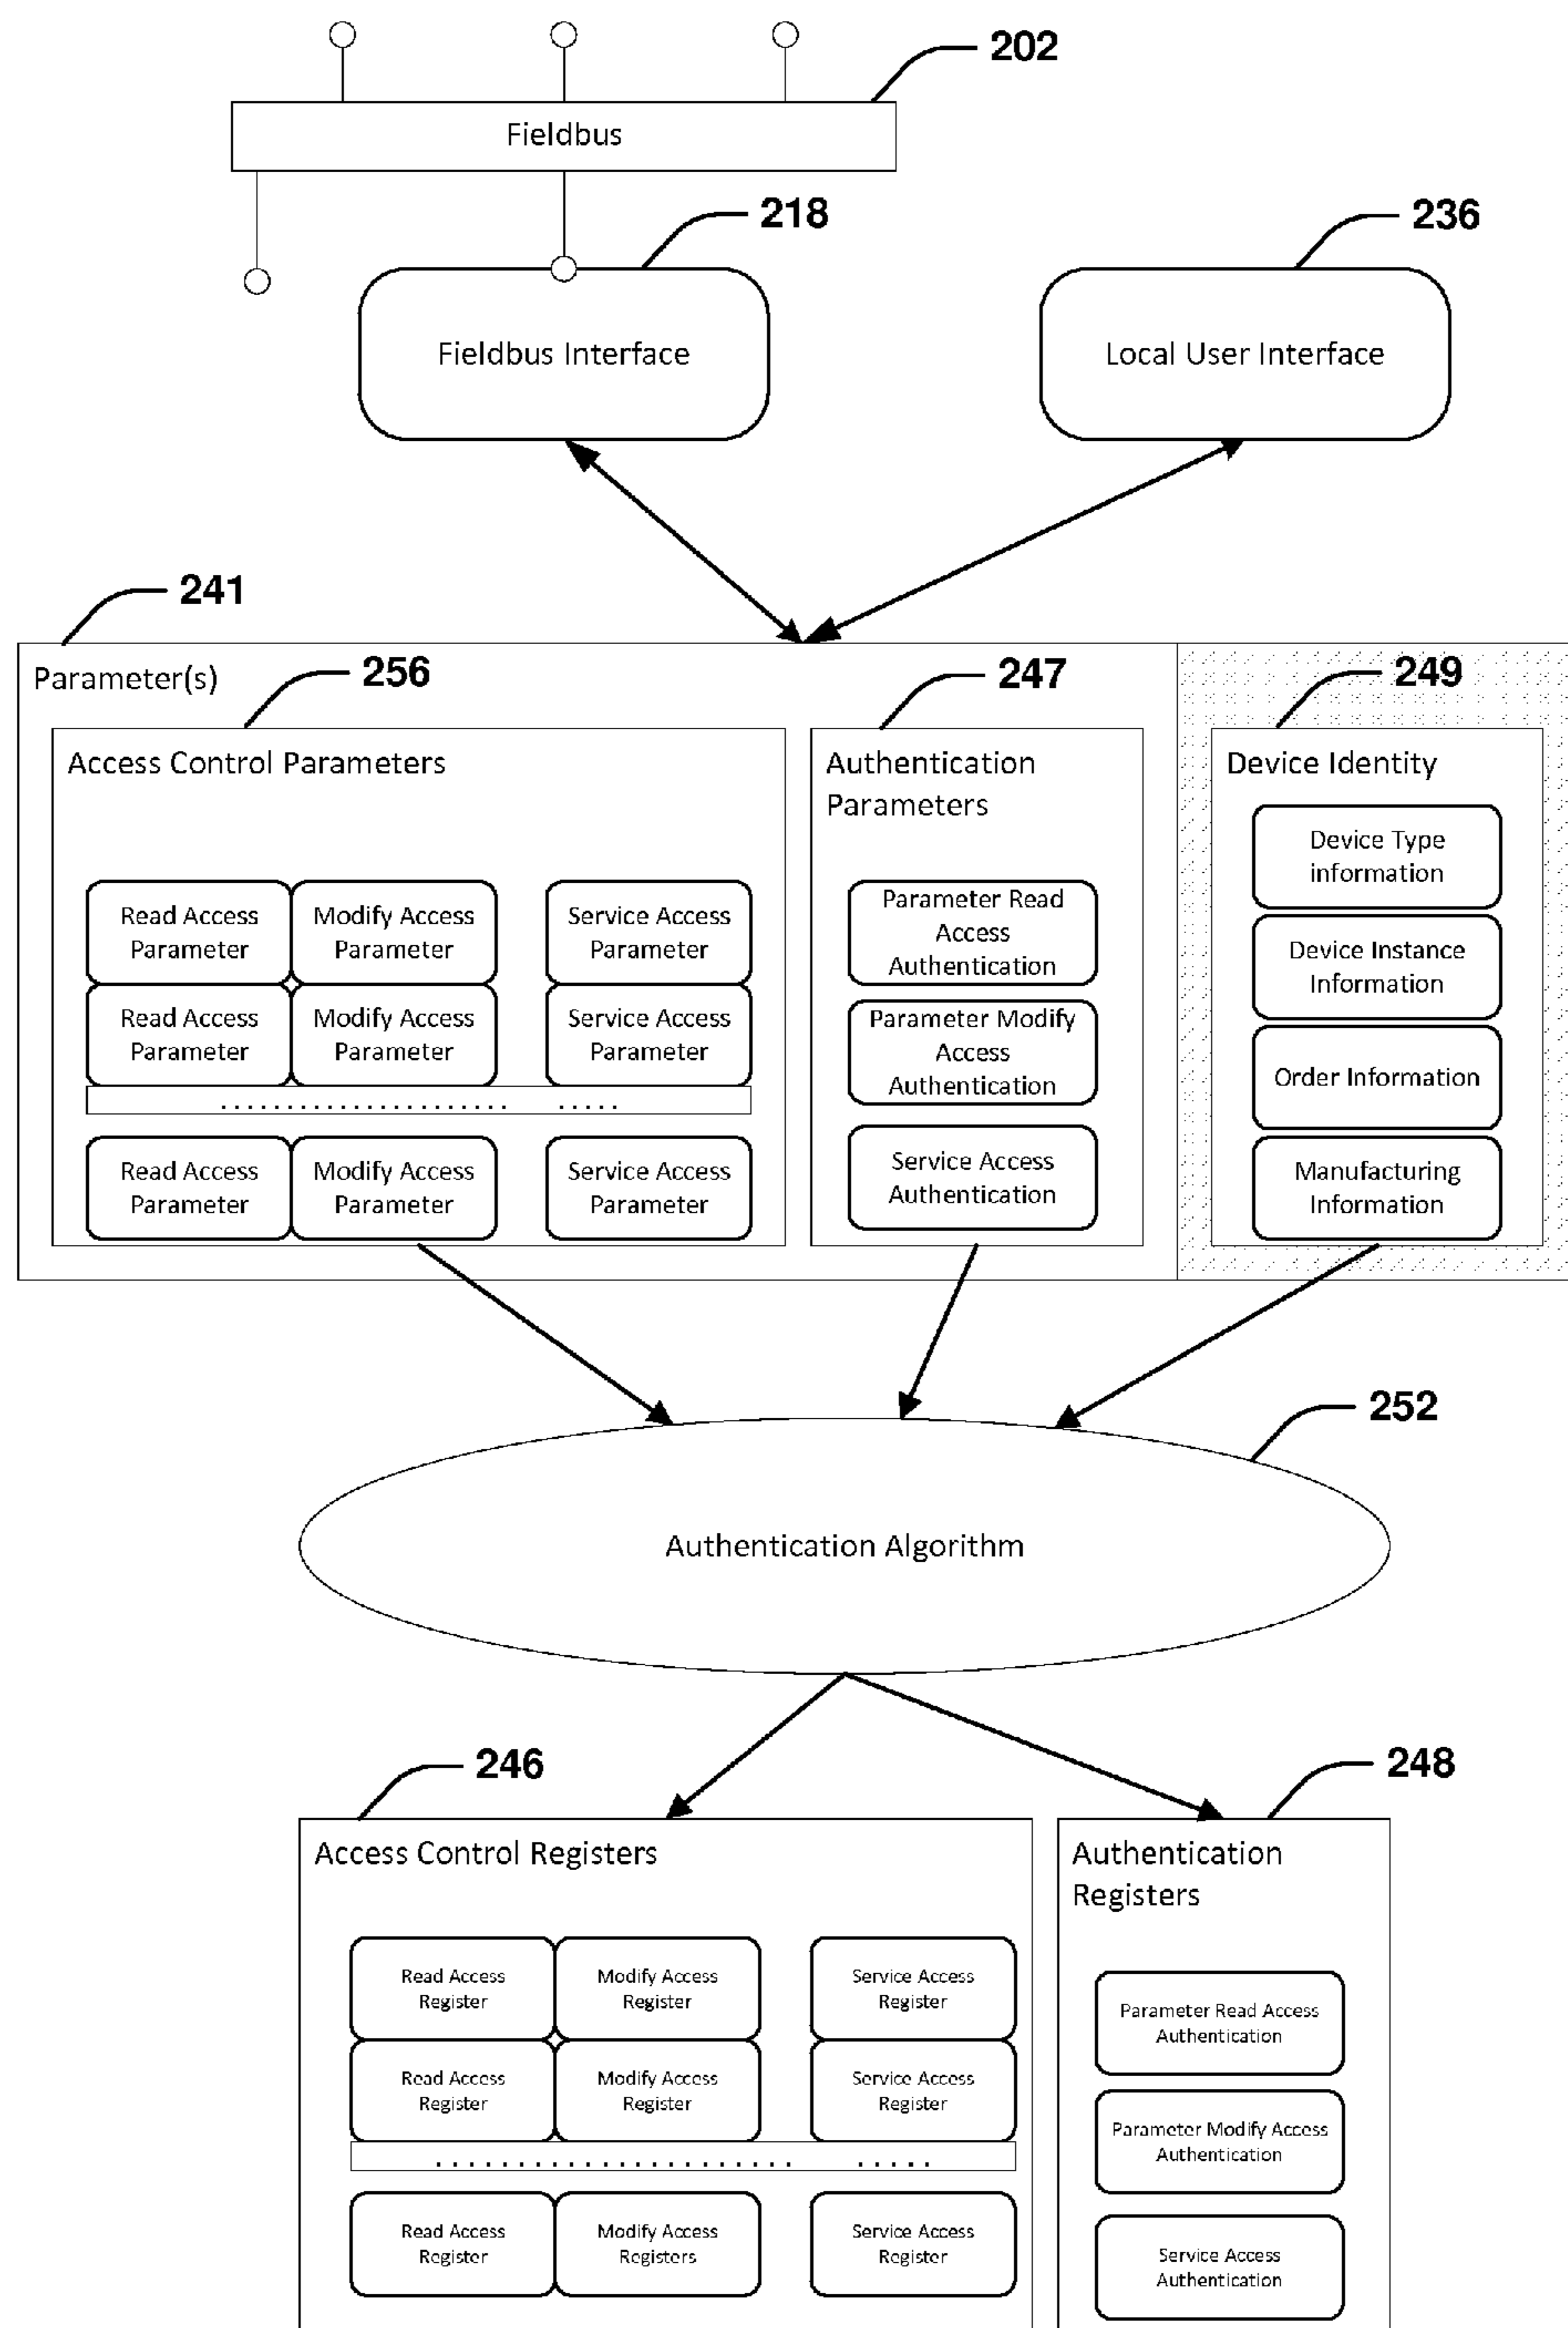 202
Fieldbus
218
236
Fieldbus Interface
Local User Interface
241
Parameter(s)
256
247
249
Access Control Parameters
Read Access
Parameter
Modify Access
Parameter
Service Access
Parameter
Read Access
Parameter
Modify Access
Parameter
Service Access
Parameter
..................... .....
Read Access
Parameter
Modify Access
Parameter
Service Access
Parameter
Authentication
Parameters
Parameter Read
Access
Authentication
Parameter Modify
Access
Authentication
Service Access
Authentication
Device Identity
Device Type
information
Device Instance
Information
Order Information
Manufacturing
Information
252
Authentication Algorithm
246
248
Access Control Registers
Read Access
Register
Modify Access
Register
Service Access
Register
Read Access
Register
Modify Access
Register
Service Access
Register
...................... .....
Read Access
Register
Modify Access
Registers
Service Access
Register
Authentication
Registers
Parameter Read Access
Authentication
Parameter Modify Access
Authentication
Service Access
Authentication